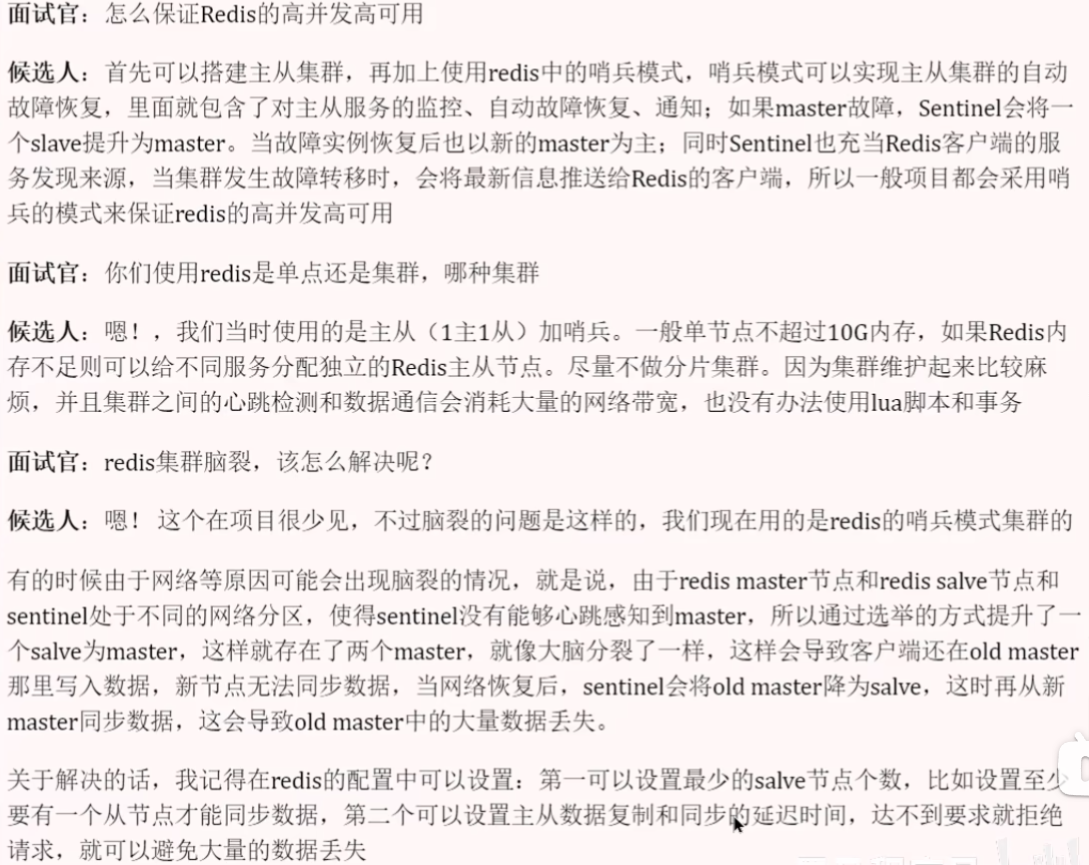 面试官：怎么保证Redis的高并发高可用
候选人：首先可以搭建主从集群，再加上使用redis中的哨兵模式，哨兵模式可以实现主从集群的自动
故障恢复，里面就包含了对主从服务的监控、自动故障恢复、通知；如果master故障，Sentinel会将一
个slave提升为master。当故障实例恢复后也以新的master为主；同时Sentinel也充当Redis客户端的服
务发现来源，当集群发生故障转移时，会将最新信息推送给Redis的客户端，所以一般项目都会采用哨
兵的模式来保证redis的高并发高可用
面试官：你们使用redis是单点还是集群，哪种集群
候选人：嗯！，我们当时使用的是主从（1主1从）加哨兵。一般单节点不超过10G内存，如果Redis内
存不足则可以给不同服务分配独立的Redis主从节点。尽量不做分片集群。因为集群维护起来比较麻
烦，并且集群之间的心跳检测和数据通信会消耗大量的网络带宽，也没有办法使用lua脚本和事务
面试官：redis集群脑裂，该怎么解决呢？
候选人：嗯！ 这个在项目很少见，不过脑裂的问题是这样的，我们现在用的是redis的哨兵模式集群的
有的时候由于网络等原因可能会出现脑裂的情况，就是说，由于redis master节点和redis salve节点和
sentinel处于不同的网络分区，使得sentinel没有能够心跳感知到master，所以通过选举的方式提升了一
个salve为master，这样就存在了两个master，就像大脑分裂了一样，这样会导致客户端还在old master
那里写入数据，新节点无法同步数据，当网络恢复后，sentinel会将old master降为salve，这时再从新
master同步数据，这会导致old master中的大量数据丢失。
关于解决的话，我记得在redis的配置中可以设置：第一可以设置最少的salve节点个数，比如设置至少
要有一个从节点才能同步数据，第二个可以设置主从数据复制和同步的延迟时间，达不到要求就拒绝
请求，就可以避免大量的数据丢失